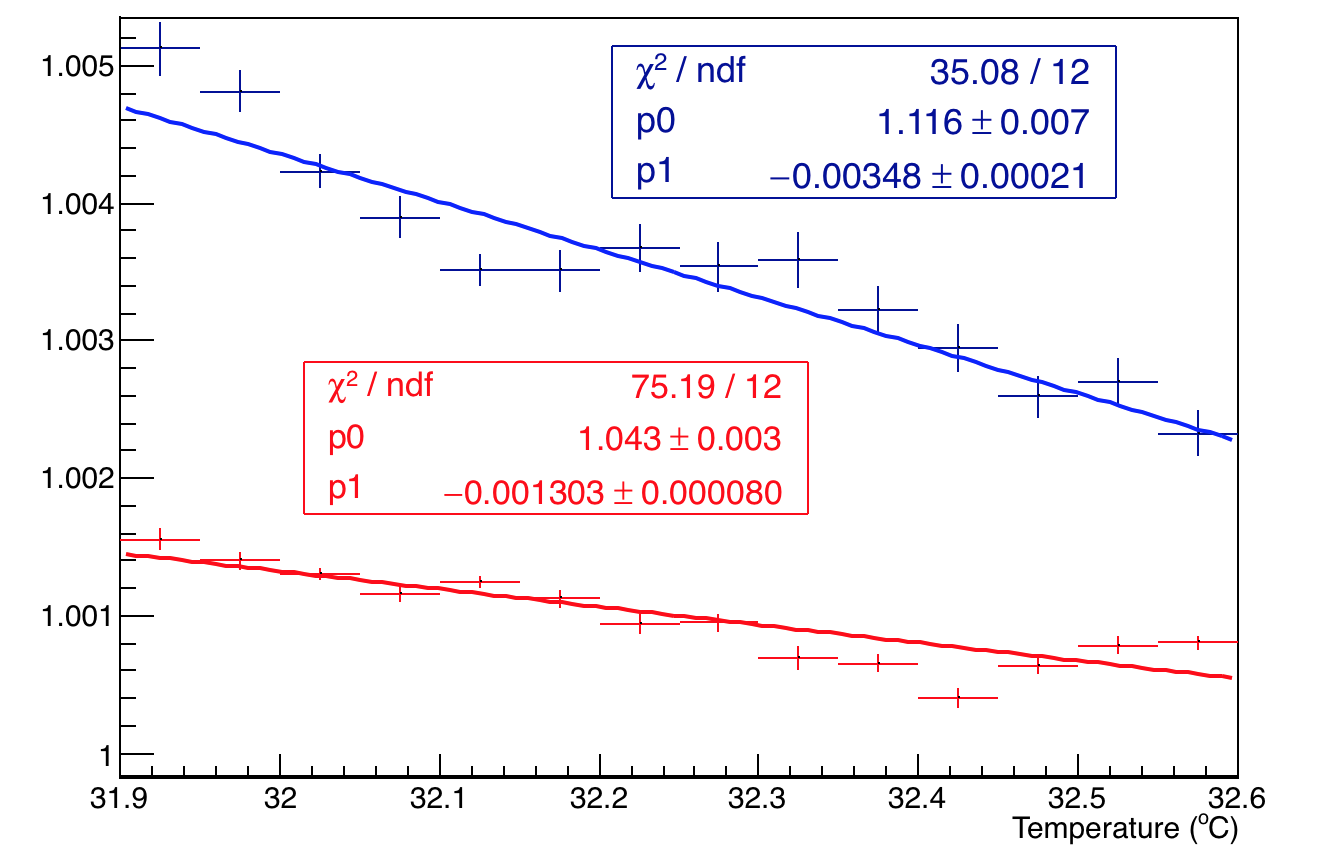 1.005
1.004
1.003
1.002
1.001
1
χ² / ndf 35.08 / 12
p0 1.116 ± 0.007
p1 −0.00348 ± 0.00021
χ² / ndf 75.19 / 12
p0 1.043 ± 0.003
p1 −0.001303 ± 0.000080
31.9 32 32.1 32.2 32.3 32.4 32.5 32.6
Temperature (°C)